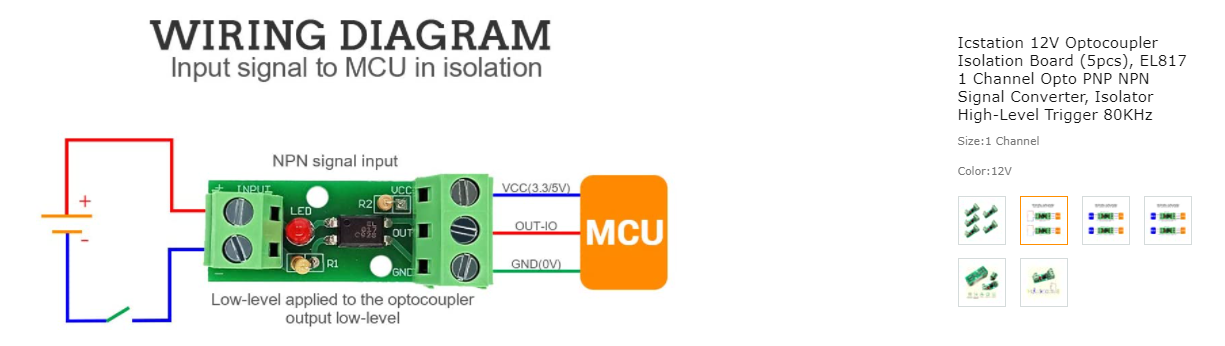 WIRING DIAGRAM
Input signal to MCU in isolation
NPN signal input
+
-
+ INPUT
-
LED
R1
R2
VCC
OUT
GND
VCC(3.3/5V)
OUT-IO
GND(0V)
MCU
Low-level applied to the optocoupler
output low-level
Icstation 12V Optocoupler
Isolation Board (5pcs), EL817
1 Channel Opto PNP NPN
Signal Converter, Isolator
High-Level Trigger 80KHz
Size:1 Channel
Color:12V